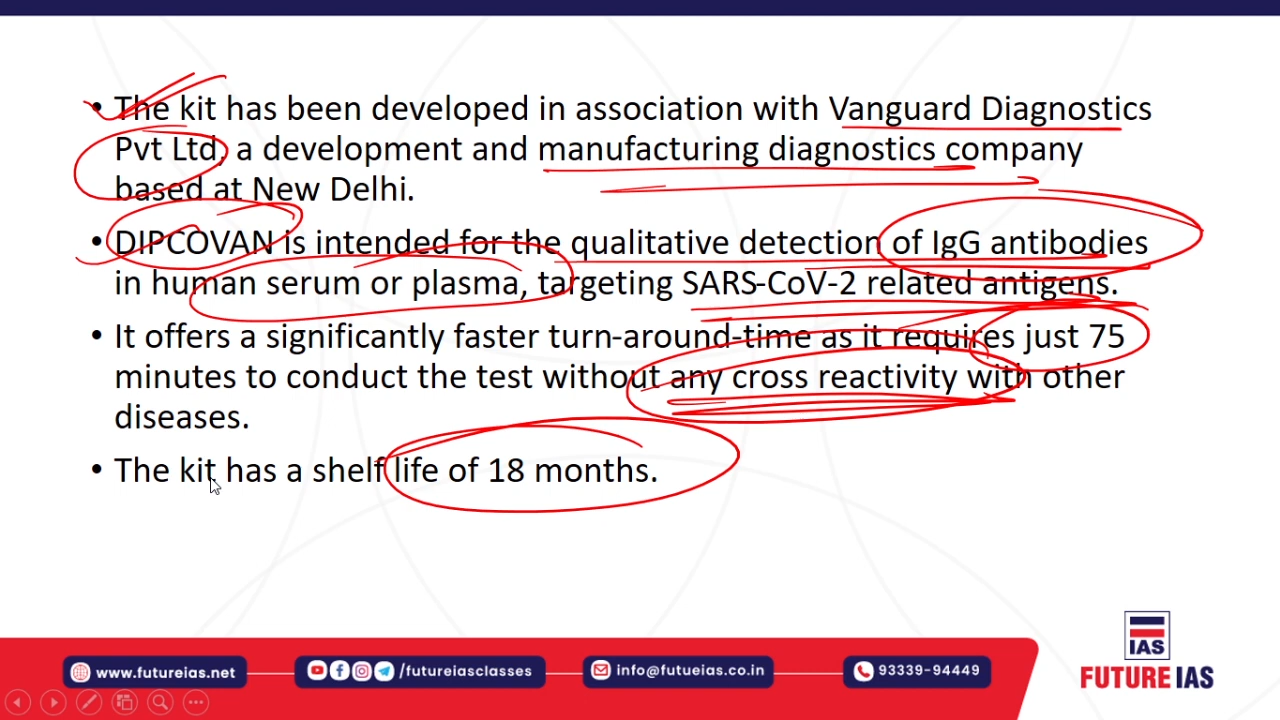 • The kit has been developed in association with Vanguard Diagnostics
Pvt Ltd, a development and manufacturing diagnostics company
based at New Delhi.
• DIPCOVAN is intended for the qualitative detection of IgG antibodies
in human serum or plasma, targeting SARS-CoV-2 related antigens.
• It offers a significantly faster turn-around-time as it requires just 75
minutes to conduct the test without any cross reactivity with other
diseases.
• The kit has a shelf life of 18 months.
IAS
FUTURE IAS
www.futureias.net
/futureiasclasses
info@futueias.co.in
93339-94449